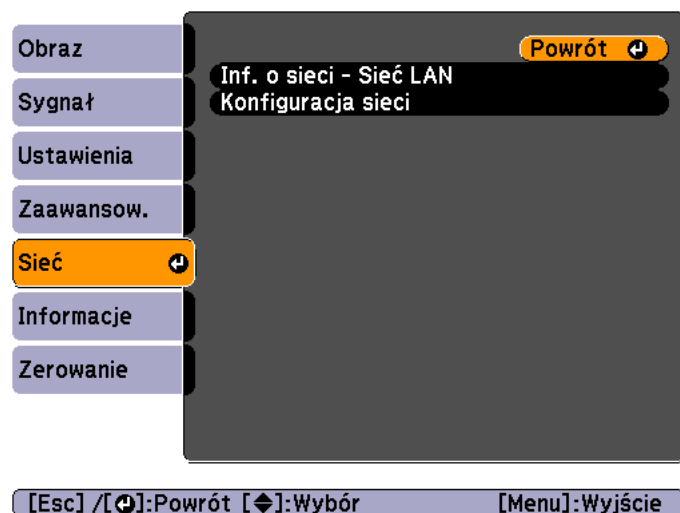 Obraz
Sygnał
Ustawienia
Zaawansow.
Sieć
Informacje
Zerowanie
Powrót
Inf. o sieci - Sieć LAN
Konfiguracja sieci
[Esc] /[⏎]:Powrót [◆]:Wybór [Menu]:Wyjście